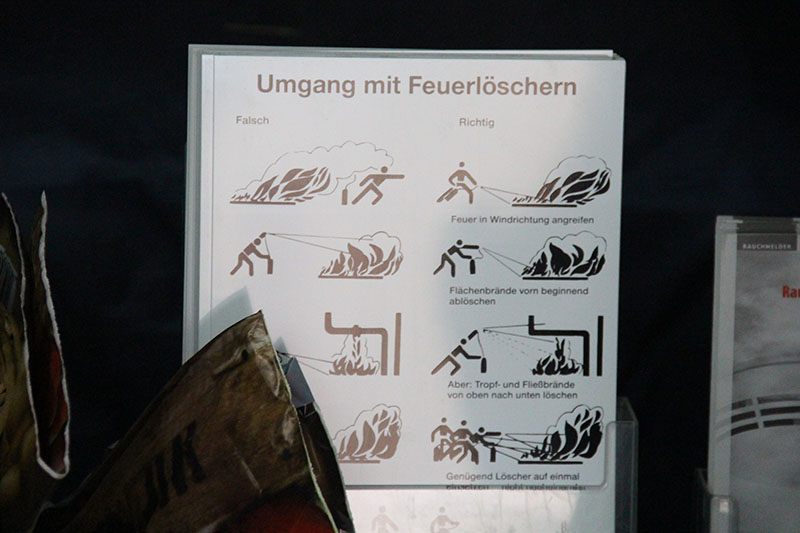 Umgang mit Feuerlöschern
Falsch
Richtig
Feuer in Windrichtung angreifen
Flächenbrände vorn beginnend
ablöschen
Aber: Tropf- und Fließbrände
von oben nach unten löschen
Genügend Löscher auf einmal
einsetzen
RAUCHMELDER